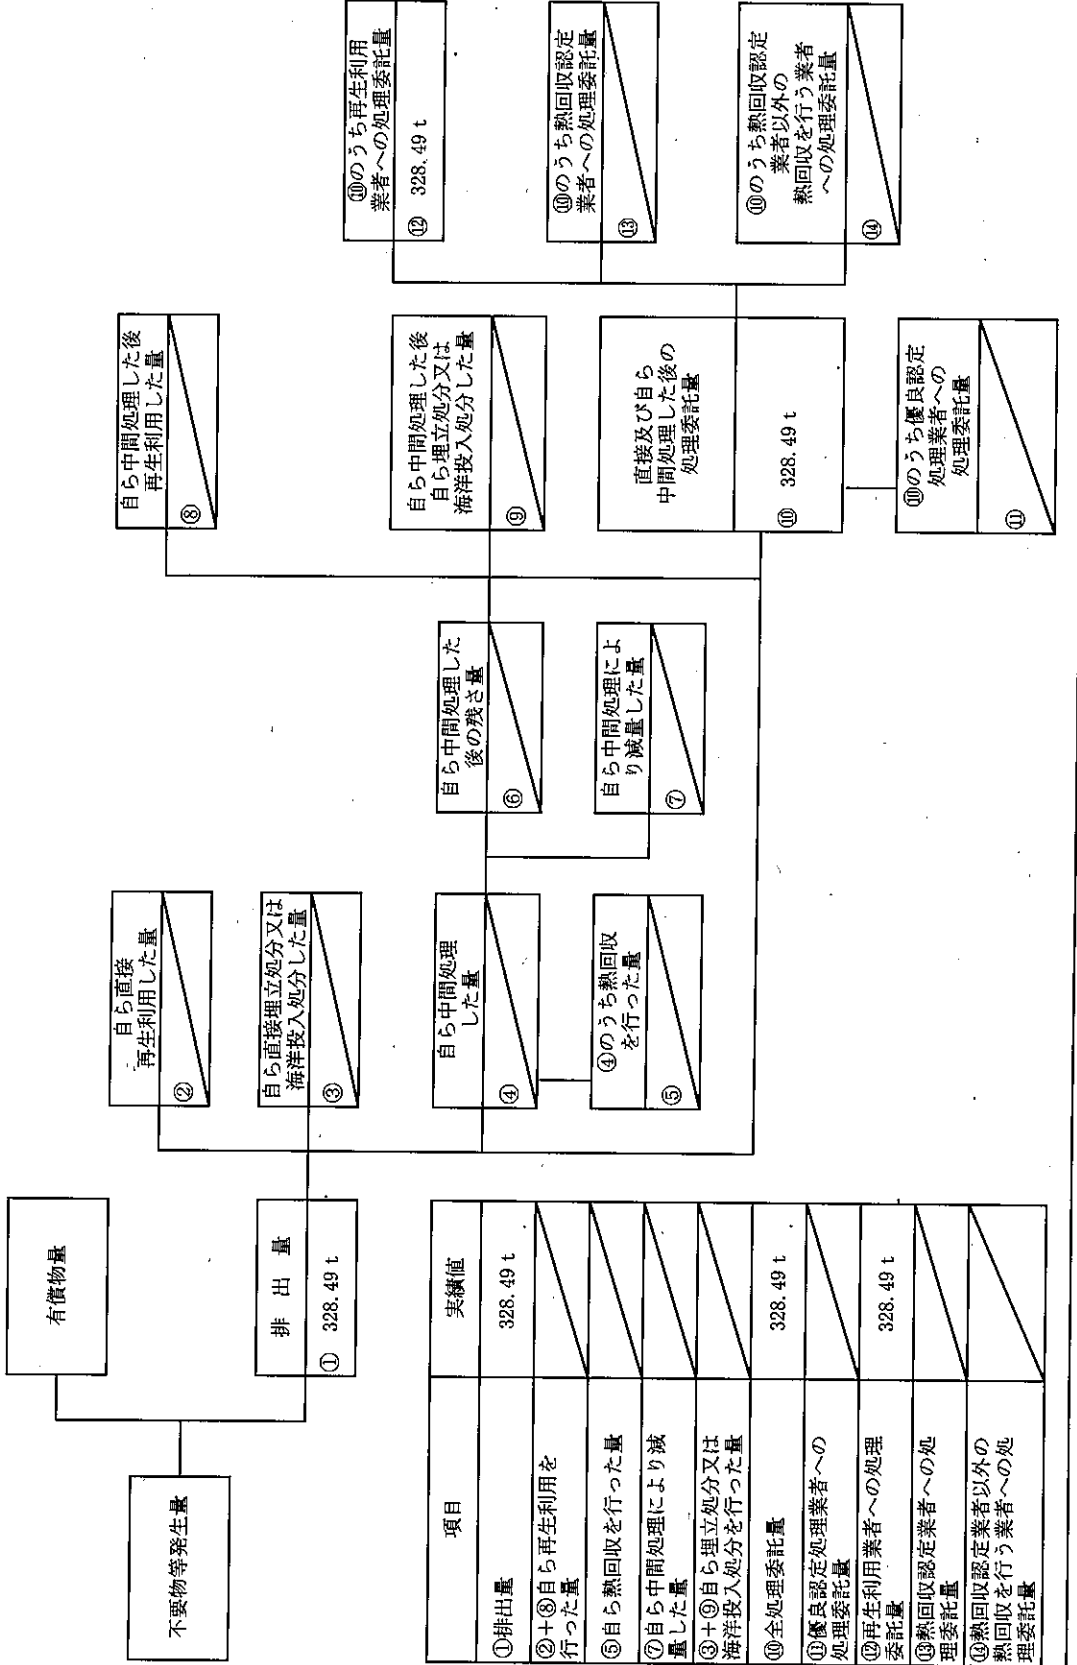 不要物等発生量
有償物量
排出量
① 328.49 t
自ら直接
再生利用した量
②
自ら直接埋立処分又は
海洋投入処分した量
③
自ら中間処理
した量
④
④のうち熱回収
を行った量
⑤
自ら中間処理した
後の残さ量
⑥
自ら中間処理によ
り減量した量
⑦
自ら中間処理した後
再生利用した量
⑧
自ら中間処理した後
自ら埋立処分又は
海洋投入処分した量
⑨
直接及び自ら
中間処理した後の
処理委託量
⑩ 328.49 t
⑩のうち優良認定
処理業者への
処理委託量
⑪
⑩のうち再生利用
業者への処理委託量
⑫ 328.49 t
⑩のうち熱回収認定
業者への処理委託量
⑬
⑩のうち熱回収認定
業者以外の
熱回収を行う業者
への処理委託量
⑭
項目 実績値
①排出量 328.49 t
②+⑧自ら再生利用を
行った量
⑤自ら熱回収を行った量
⑦自ら中間処理により減
量した量
③+⑨自ら埋立処分又は
海洋投入処分を行った量
⑩全処理委託量 328.49 t
⑪優良認定処理業者への
処理委託量
⑫再生利用業者への処理
委託量 328.49 t
⑬熱回収認定業者への処
理委託量
⑭熱回収認定業者以外の
熱回収を行う業者への処
理委託量